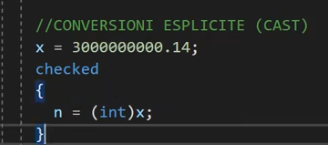 //CONVERSIONI ESPLICITE (CAST)
x = 3000000000.14;
checked
{
n = (int)x;
}